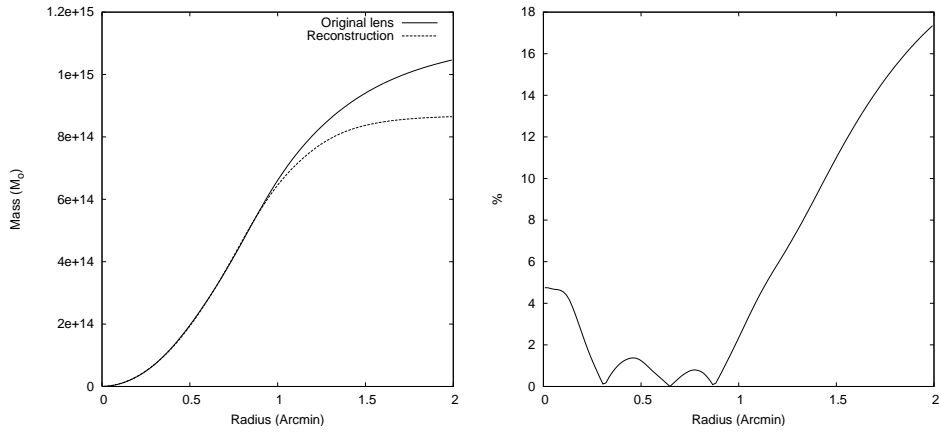 Original lens
Reconstruction
1.2e+15
1e+15
8e+14
6e+14
4e+14
2e+14
0
Mass (M₀)
0 0.5 1 1.5 2
Radius (Arcmin)
18
16
14
12
10
8
6
4
2
0
%
0 0.5 1 1.5 2
Radius (Arcmin)